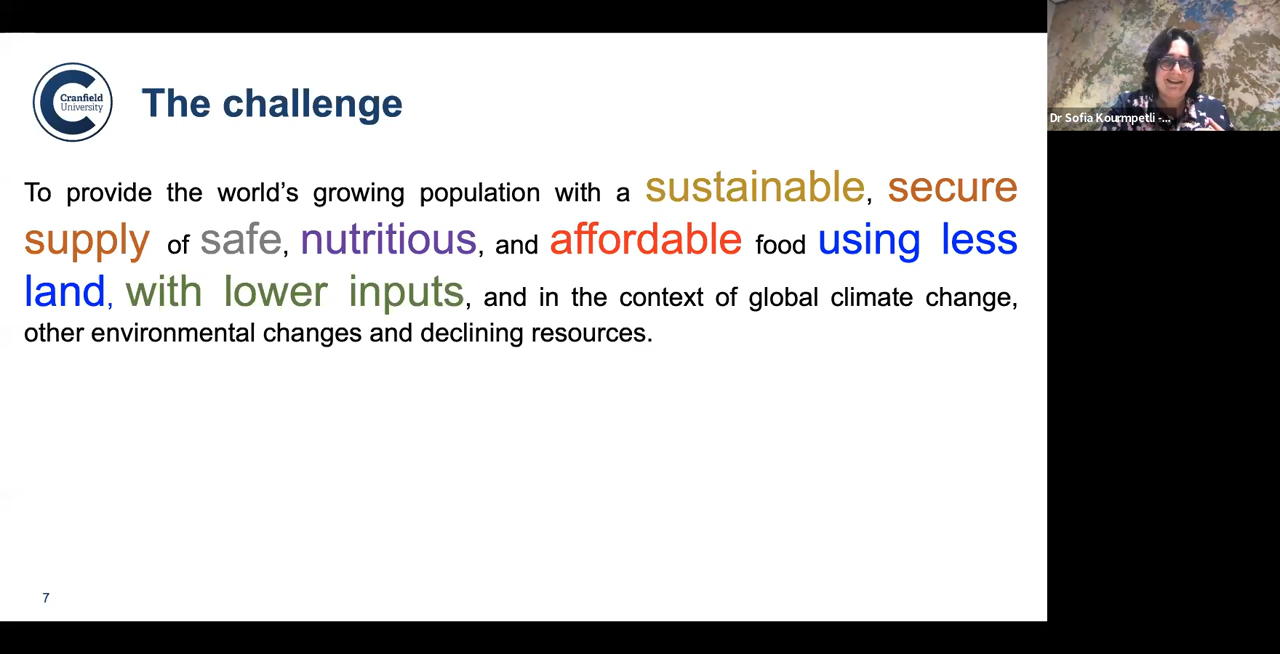 Cranfield
University
The challenge
To provide the world’s growing population with a sustainable, secure
supply of safe, nutritious, and affordable food using less
land, with lower inputs, and in the context of global climate change,
other environmental changes and declining resources.
7
Dr Sofia Kourmpetli -...